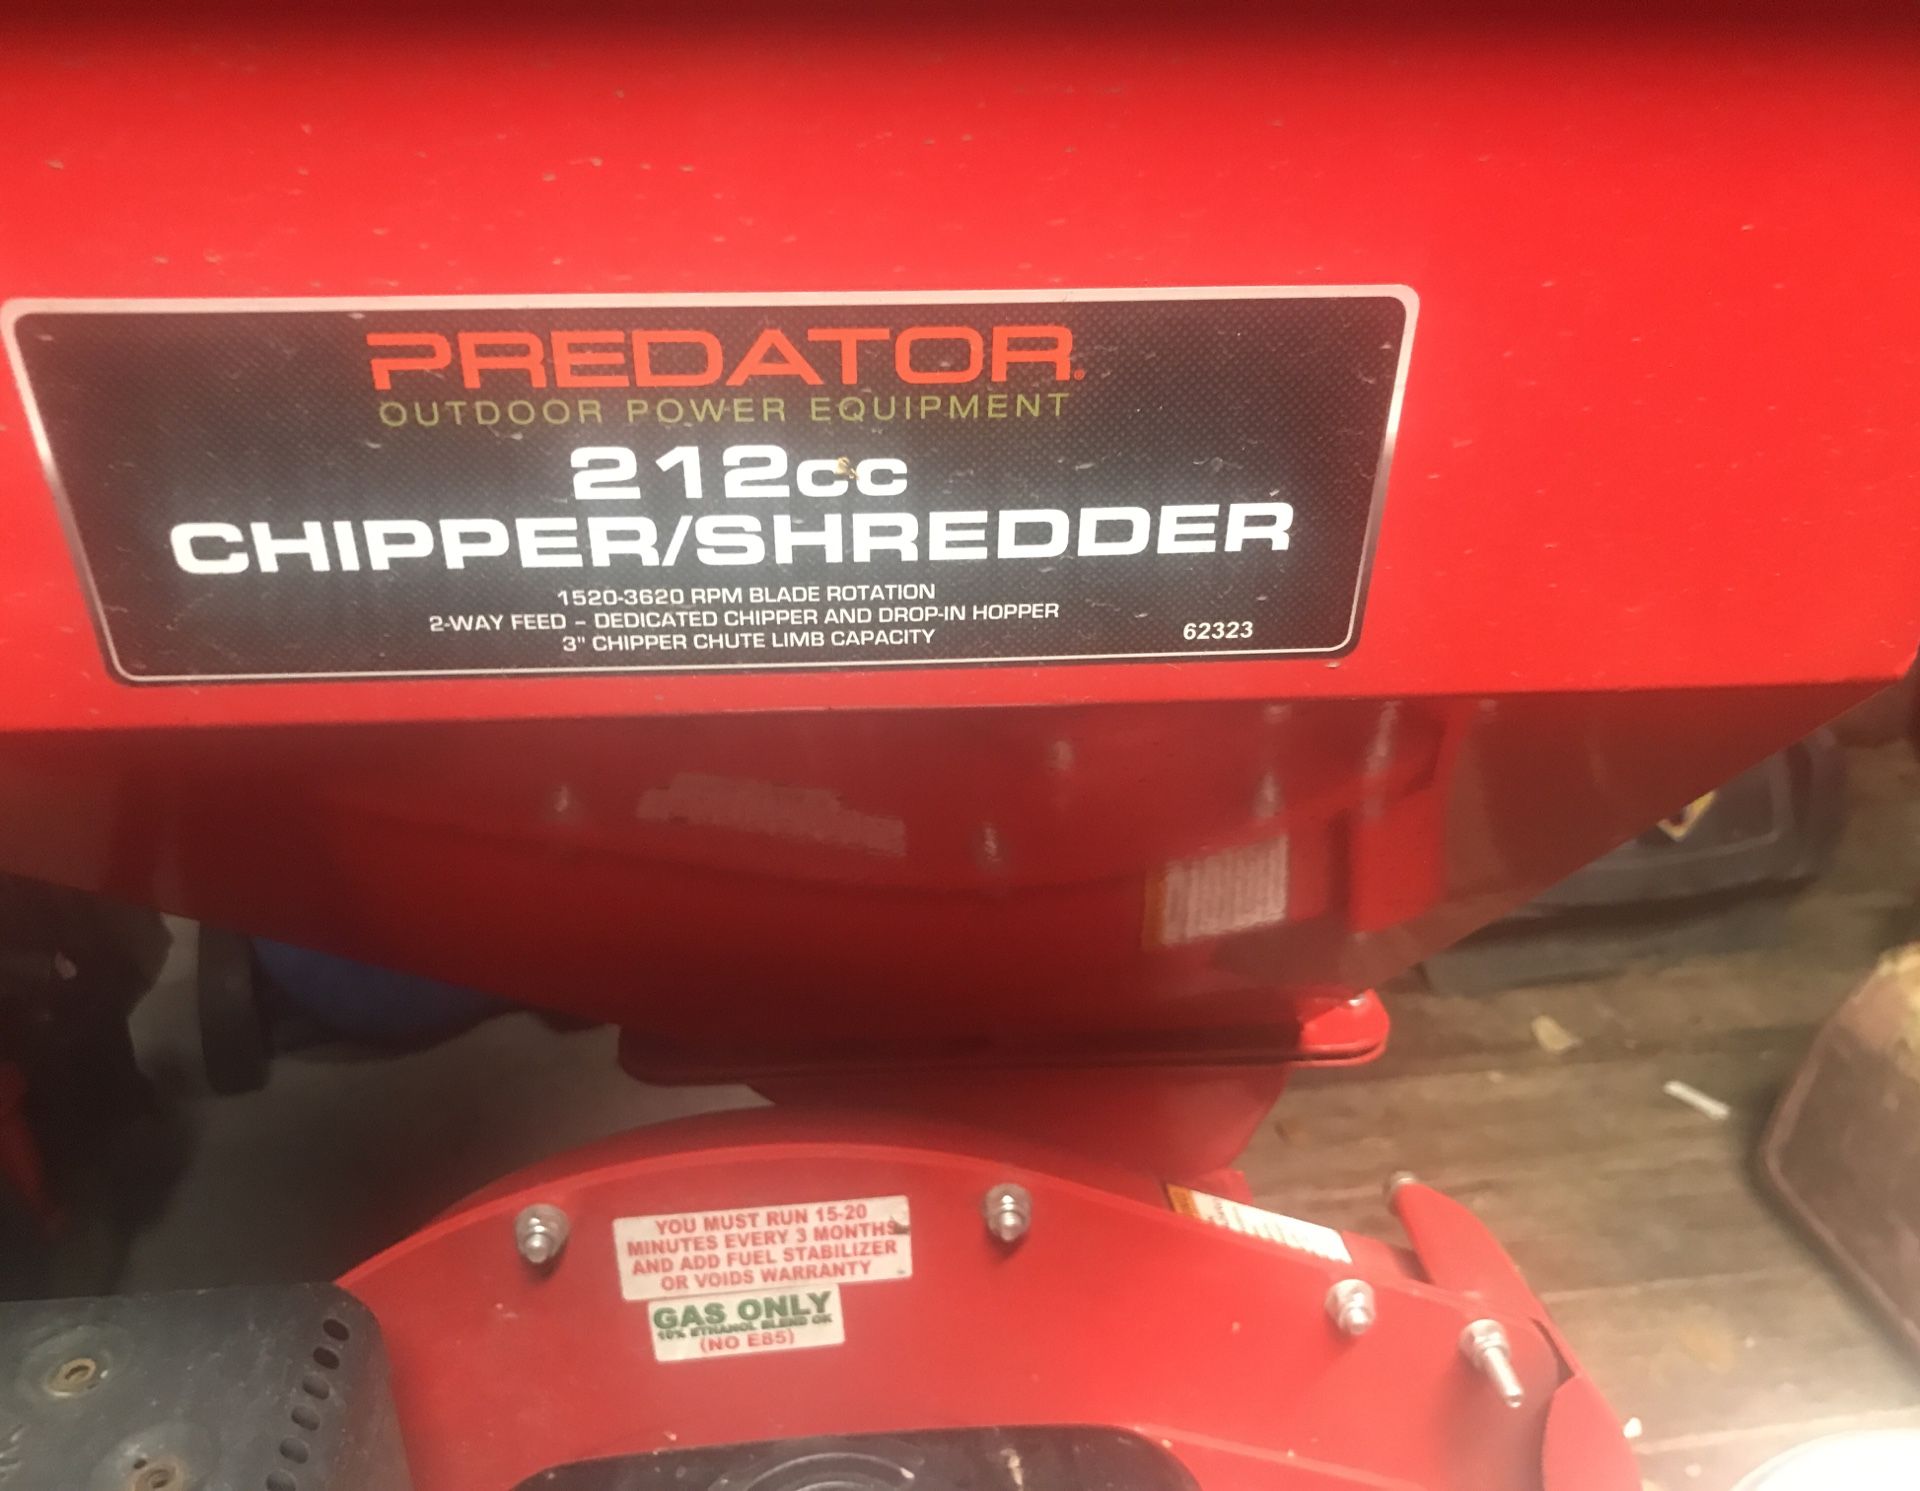 PREDATOR®
OUTDOOR POWER EQUIPMENT
212cc
CHIPPER/SHREDDER
1520-3620 RPM BLADE ROTATION
2-WAY FEED – DEDICATED CHIPPER AND DROP-IN HOPPER
3" CHIPPER CHUTE LIMB CAPACITY
62323
YOU MUST RUN 15-20
MINUTES EVERY 3 MONTHS
AND ADD FUEL STABILIZER
OR VOIDS WARRANTY
GAS ONLY
10% ETHANOL BLEND OK
(NO E85)